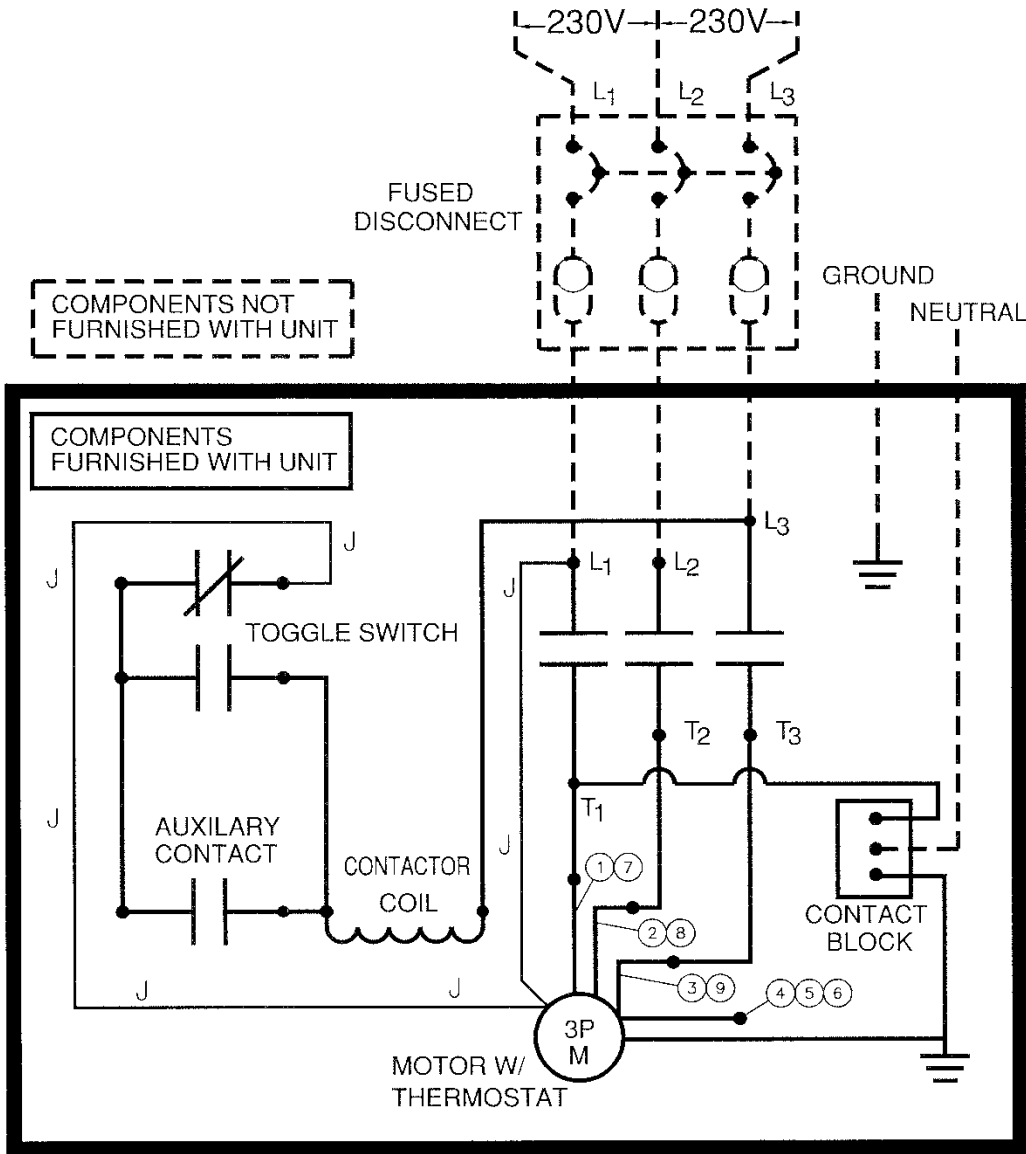 230V 230V
L1 L2 L3
FUSED
DISCONNECT
GROUND
NEUTRAL
COMPONENTS NOT
FURNISHED WITH UNIT
COMPONENTS
FURNISHED WITH UNIT
L3
J
J
L1 L2
J
TOGGLE SWITCH
T2 T3
T1
J
AUXILARY
CONTACT
J
CONTACTOR
COIL
1 7
CONTACT
BLOCK
2 8
J
J
3 9
4 5 6
3P
M
MOTOR W/
THERMOSTAT